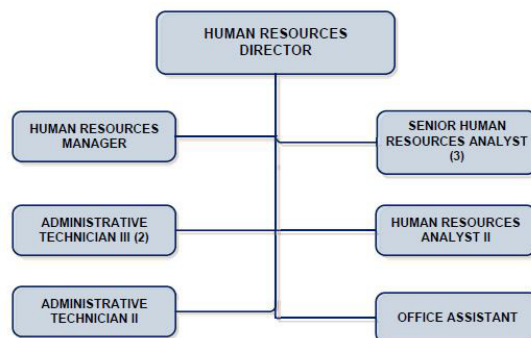 HUMAN RESOURCES
DIRECTOR
HUMAN RESOURCES
MANAGER
SENIOR HUMAN
RESOURCES ANALYST
(3)
ADMINISTRATIVE
TECHNICIAN III (2)
HUMAN RESOURCES
ANALYST II
ADMINISTRATIVE
TECHNICIAN II
OFFICE ASSISTANT